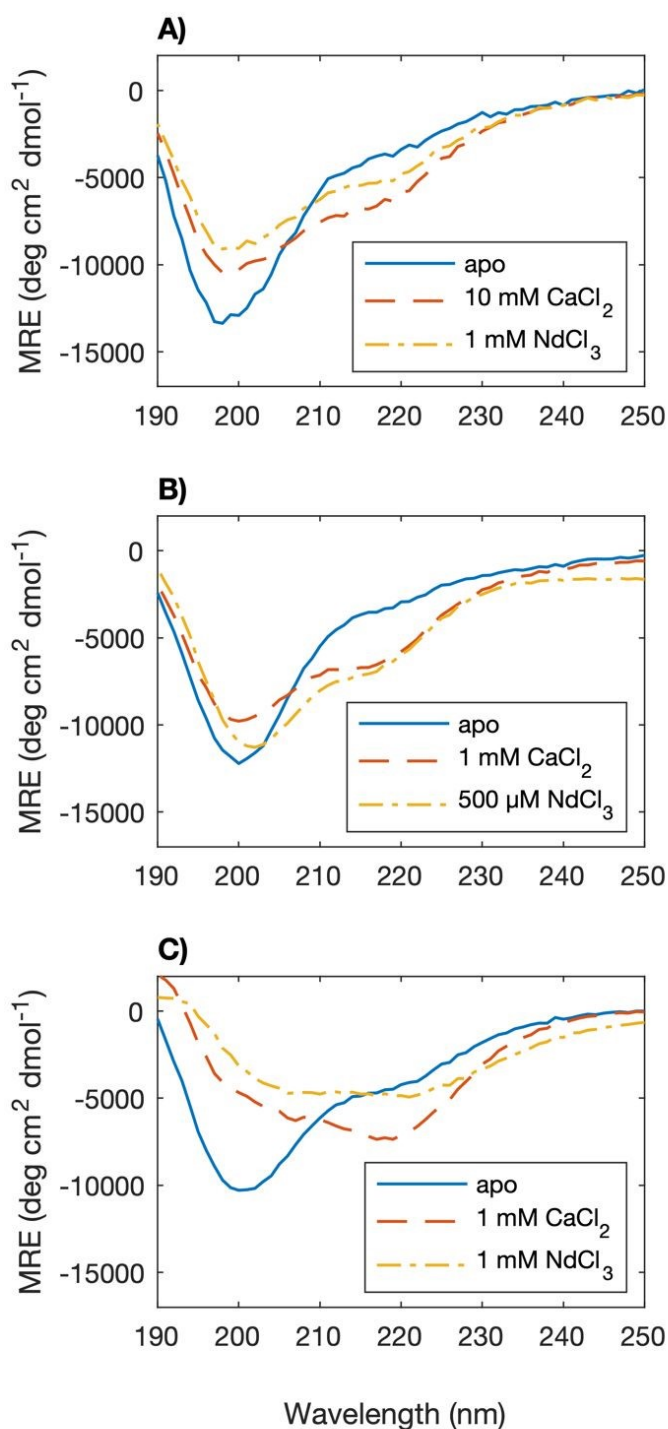 A)
0
-5000
-10000
-15000
MRE (deg cm² dmol⁻¹)
apo
10 mM CaCl₂
1 mM NdCl₃
190 200 210 220 230 240 250
B)
0
-5000
-10000
-15000
MRE (deg cm² dmol⁻¹)
apo
1 mM CaCl₂
500 µM NdCl₃
190 200 210 220 230 240 250
C)
0
-5000
-10000
-15000
MRE (deg cm² dmol⁻¹)
apo
1 mM CaCl₂
1 mM NdCl₃
190 200 210 220 230 240 250
Wavelength (nm)